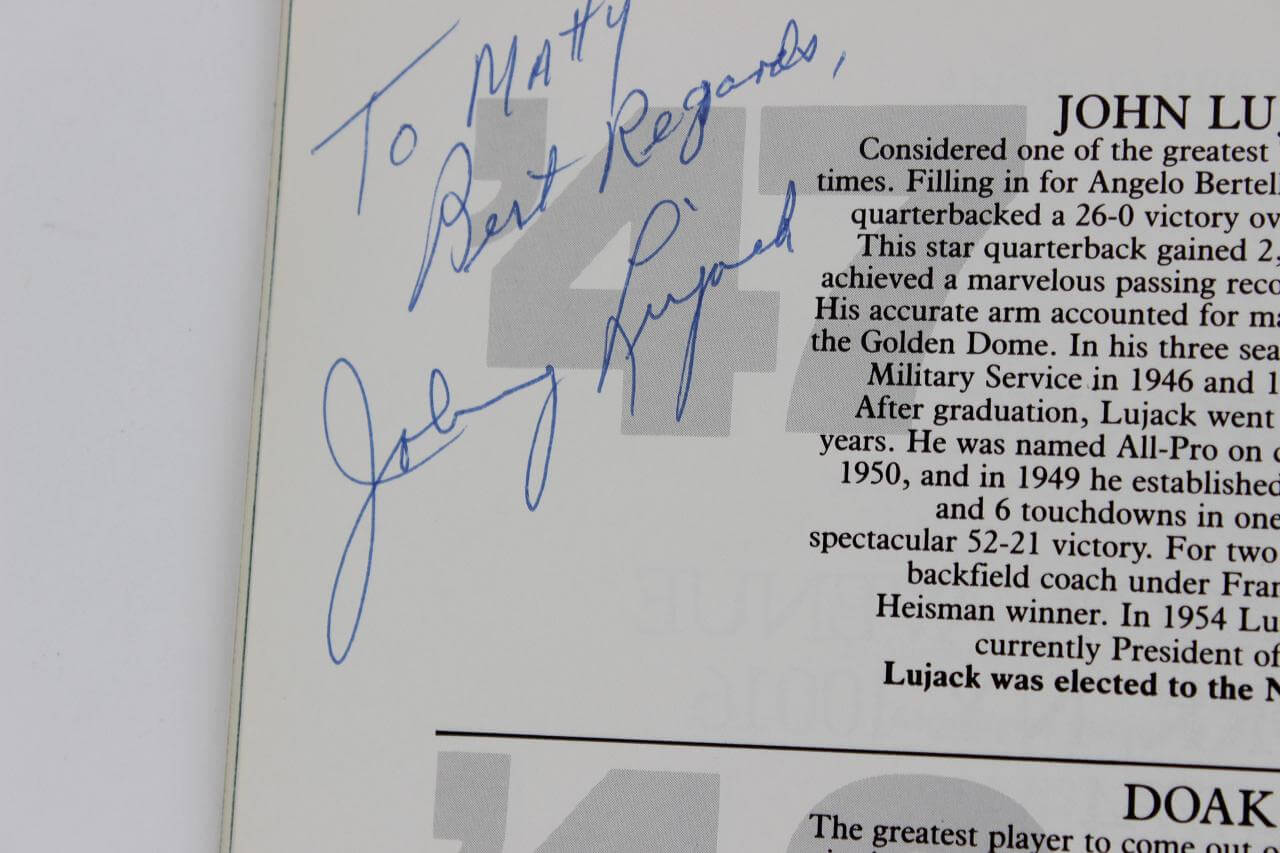 To Matty
Best Regards,
Johnny Lujack
'47
JOHN LU
Considered one of the greatest
times. Filling in for Angelo Bertell
quarterbacked a 26-0 victory ov
This star quarterback gained 2,
achieved a marvelous passing reco
His accurate arm accounted for ma
the Golden Dome. In his three sea
Military Service in 1946 and 1
After graduation, Lujack went
years. He was named All-Pro on
1950, and in 1949 he established
and 6 touchdowns in one
spectacular 52-21 victory. For two
backfield coach under Fran
Heisman winner. In 1954 Lu
currently President of
Lujack was elected to the N
DOAK
The greatest player to come out o